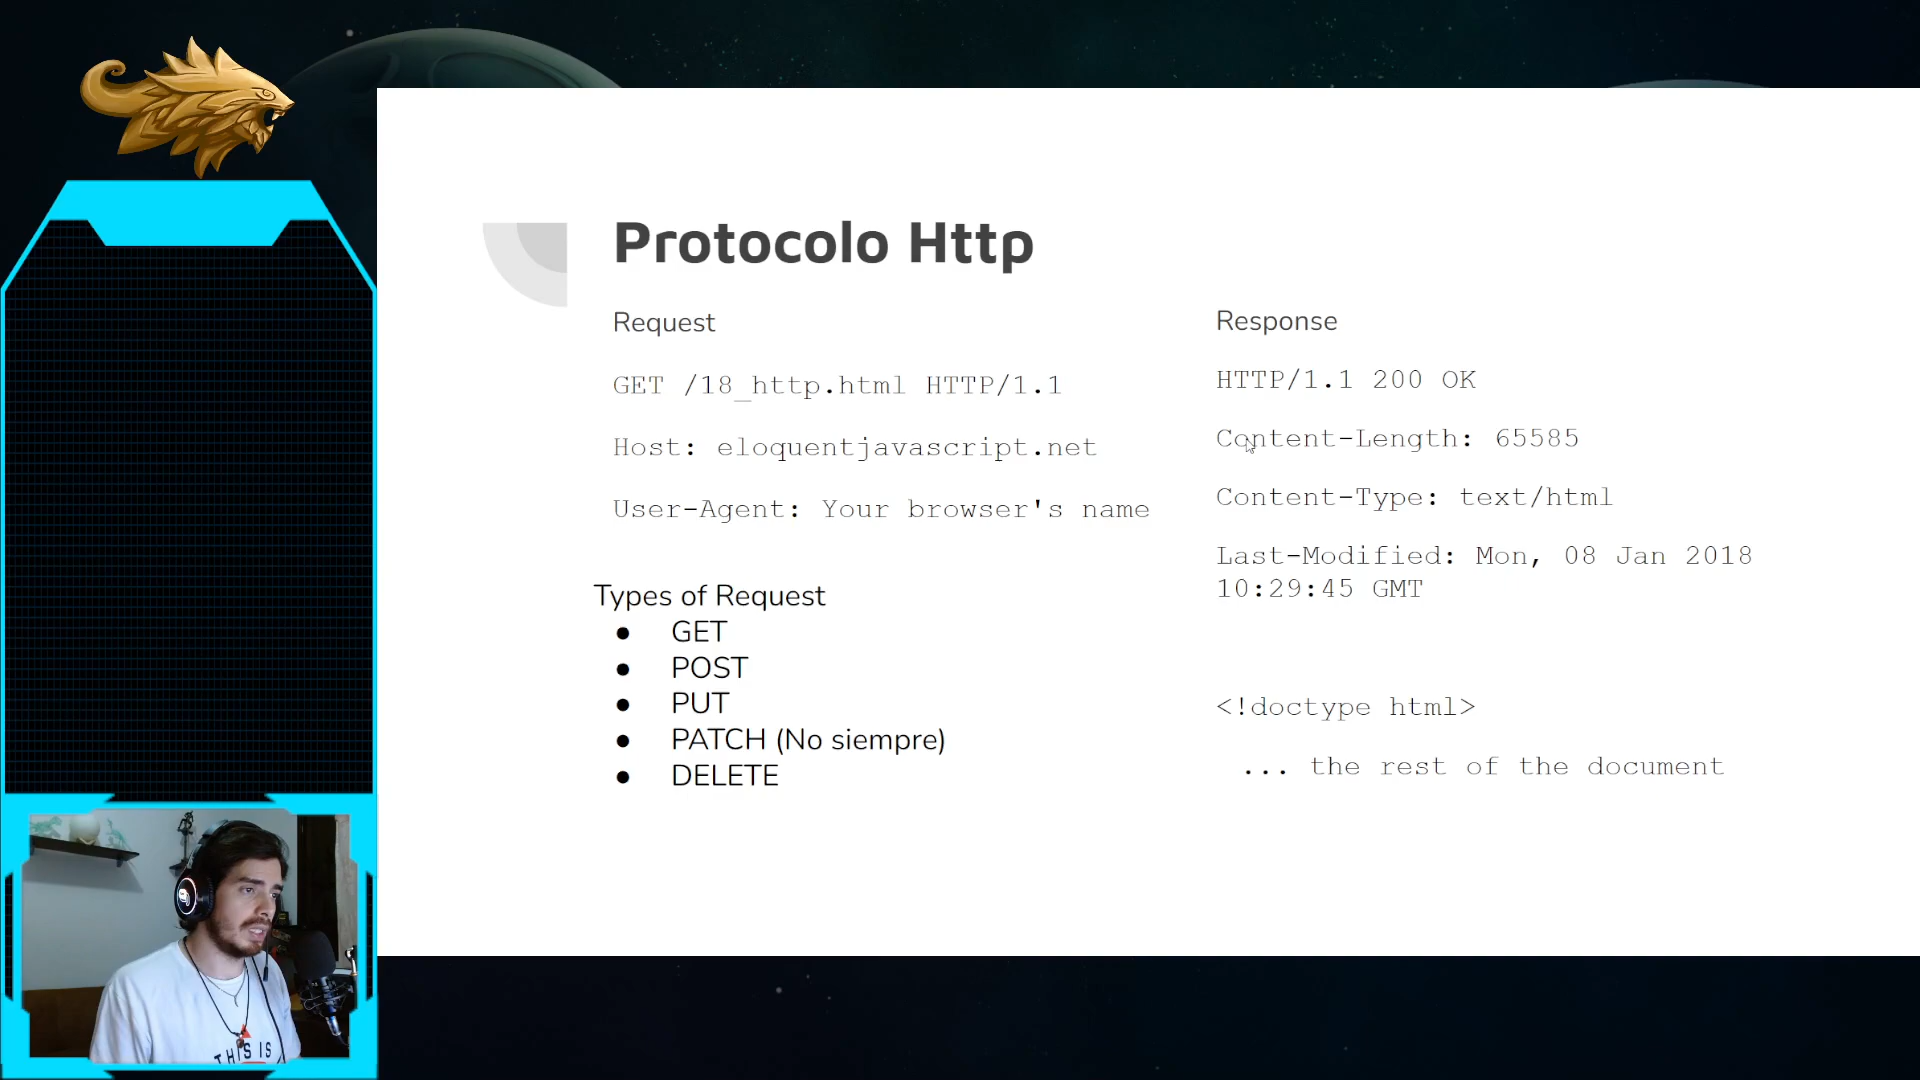 Protocolo Http
Request
GET /18_http.html HTTP/1.1
Host: eloquentjavascript.net
User-Agent: Your browser's name
Types of Request
● GET
● POST
● PUT
● PATCH (No siempre)
● DELETE
Response
HTTP/1.1 200 OK
Content-Length: 65585
Content-Type: text/html
Last-Modified: Mon, 08 Jan 2018
10:29:45 GMT
<!doctype html>
... the rest of the document
THIS IS